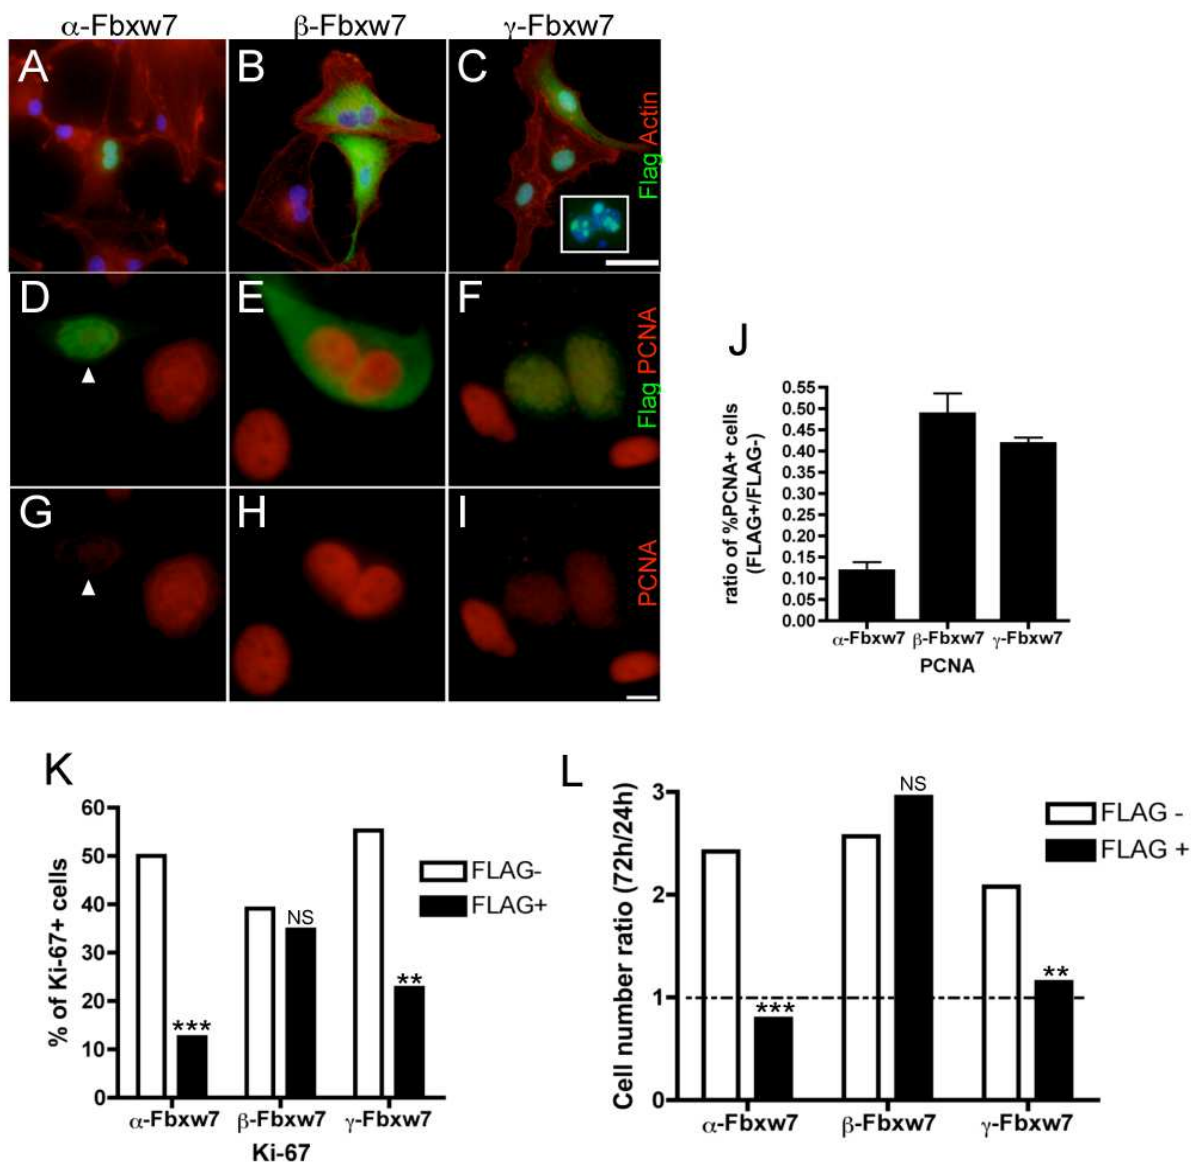 α-Fbxw7 β-Fbxw7 γ-Fbxw7
A B C
Flag Actin
D E F
Flag PCNA
G H I
PCNA
J
ratio of %PCNA+ cells
(FLAG+/FLAG-)
0.55
0.50
0.45
0.40
0.35
0.30
0.25
0.20
0.15
0.10
0.05
0.00
α-Fbxw7 β-Fbxw7 γ-Fbxw7
PCNA
K
% of Ki-67+ cells
60
50
40
30
20
10
0
NS
**
***
FLAG-
FLAG+
α-Fbxw7 β-Fbxw7 γ-Fbxw7
Ki-67
L
Cell number ratio (72h/24h)
3
2
1
0
NS
**
***
FLAG -
FLAG +
α-Fbxw7 β-Fbxw7 γ-Fbxw7